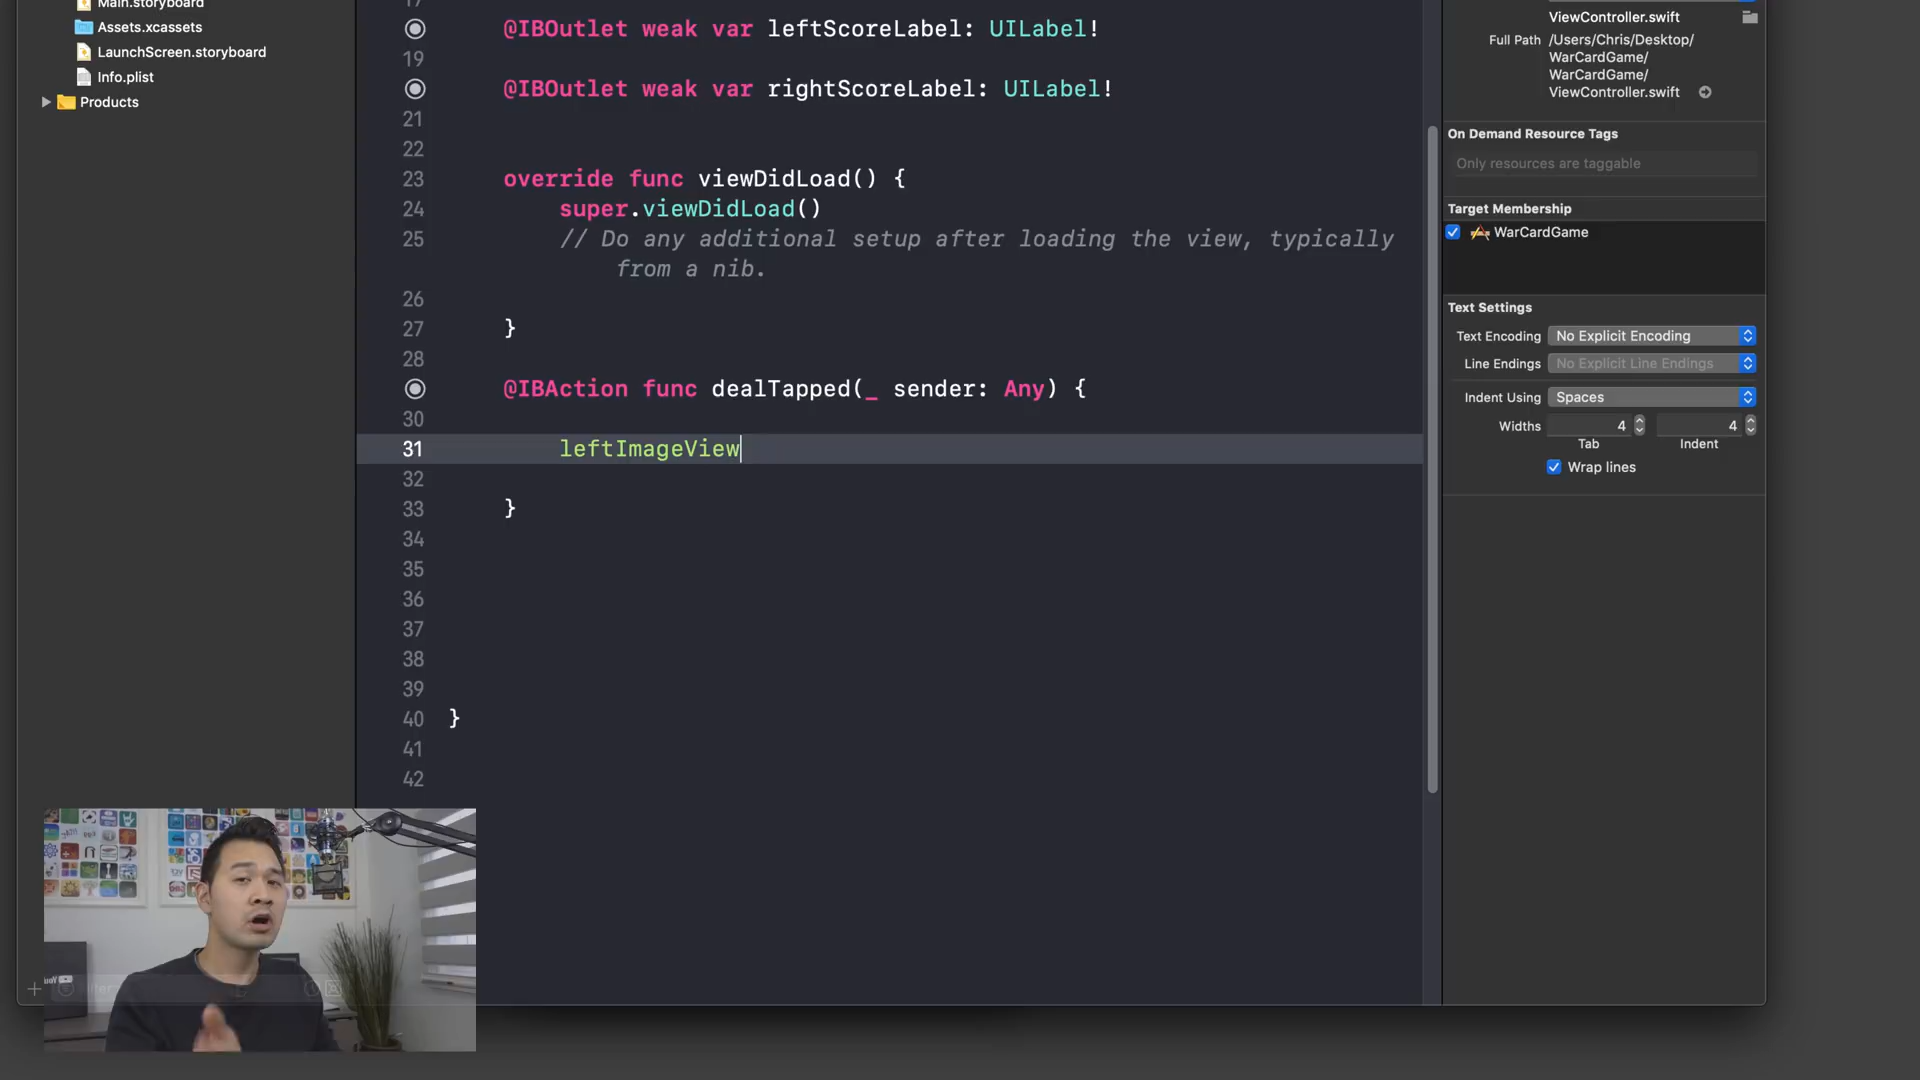 Main.storyboard
Assets.xcassets
LaunchScreen.storyboard
Info.plist
Products
17
@IBOutlet weak var leftScoreLabel: UILabel!
19
@IBOutlet weak var rightScoreLabel: UILabel!
21
22
23 override func viewDidLoad() {
24 super.viewDidLoad()
25 // Do any additional setup after loading the view, typically
from a nib.
26
27 }
28
@IBAction func dealTapped(_ sender: Any) {
30
31 leftImageView
32
33 }
34
35
36
37
38
39
40 }
41
42
ViewController.swift
Full Path /Users/Chris/Desktop/
WarCardGame/
WarCardGame/
ViewController.swift
On Demand Resource Tags
Only resources are taggable
Target Membership
WarCardGame
Text Settings
Text Encoding No Explicit Encoding
Line Endings No Explicit Line Endings
Indent Using Spaces
Widths 4 4
Tab Indent
Wrap lines